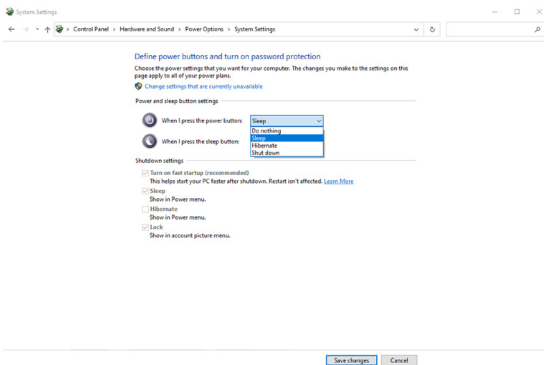 System Settings
Control Panel > Hardware and Sound > Power Options > System Settings
Define power buttons and turn on password protection
Choose the power settings that you want for your computer. The changes you make to the settings on this
page apply to all of your power plans.
Change settings that are currently unavailable
Power and sleep button settings
When I press the power button: Sleep
Do nothing
Sleep
When I press the sleep button:
Hibernate
Shut down
Shutdown settings
Turn on fast startup (recommended)
This helps start your PC faster after shutdown. Restart isn't affected. Learn More
Sleep
Show in Power menu.
Hibernate
Show in Power menu.
Lock
Show in account picture menu.
Save changes Cancel